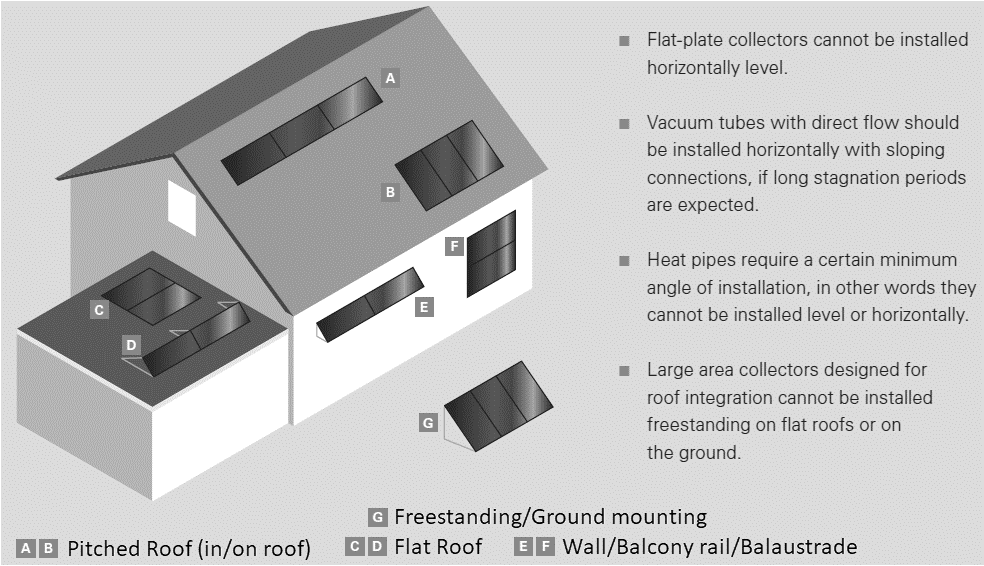 A
B
F
E
C
D
G
■ Flat-plate collectors cannot be installed
horizontally level.
■ Vacuum tubes with direct flow should
be installed horizontally with sloping
connections, if long stagnation periods
are expected.
■ Heat pipes require a certain minimum
angle of installation, in other words they
cannot be installed level or horizontally.
■ Large area collectors designed for
roof integration cannot be installed
freestanding on flat roofs or on
the ground.
G Freestanding/Ground mounting
A B Pitched Roof (in/on roof) C D Flat Roof E F Wall/Balcony rail/Balaustrade